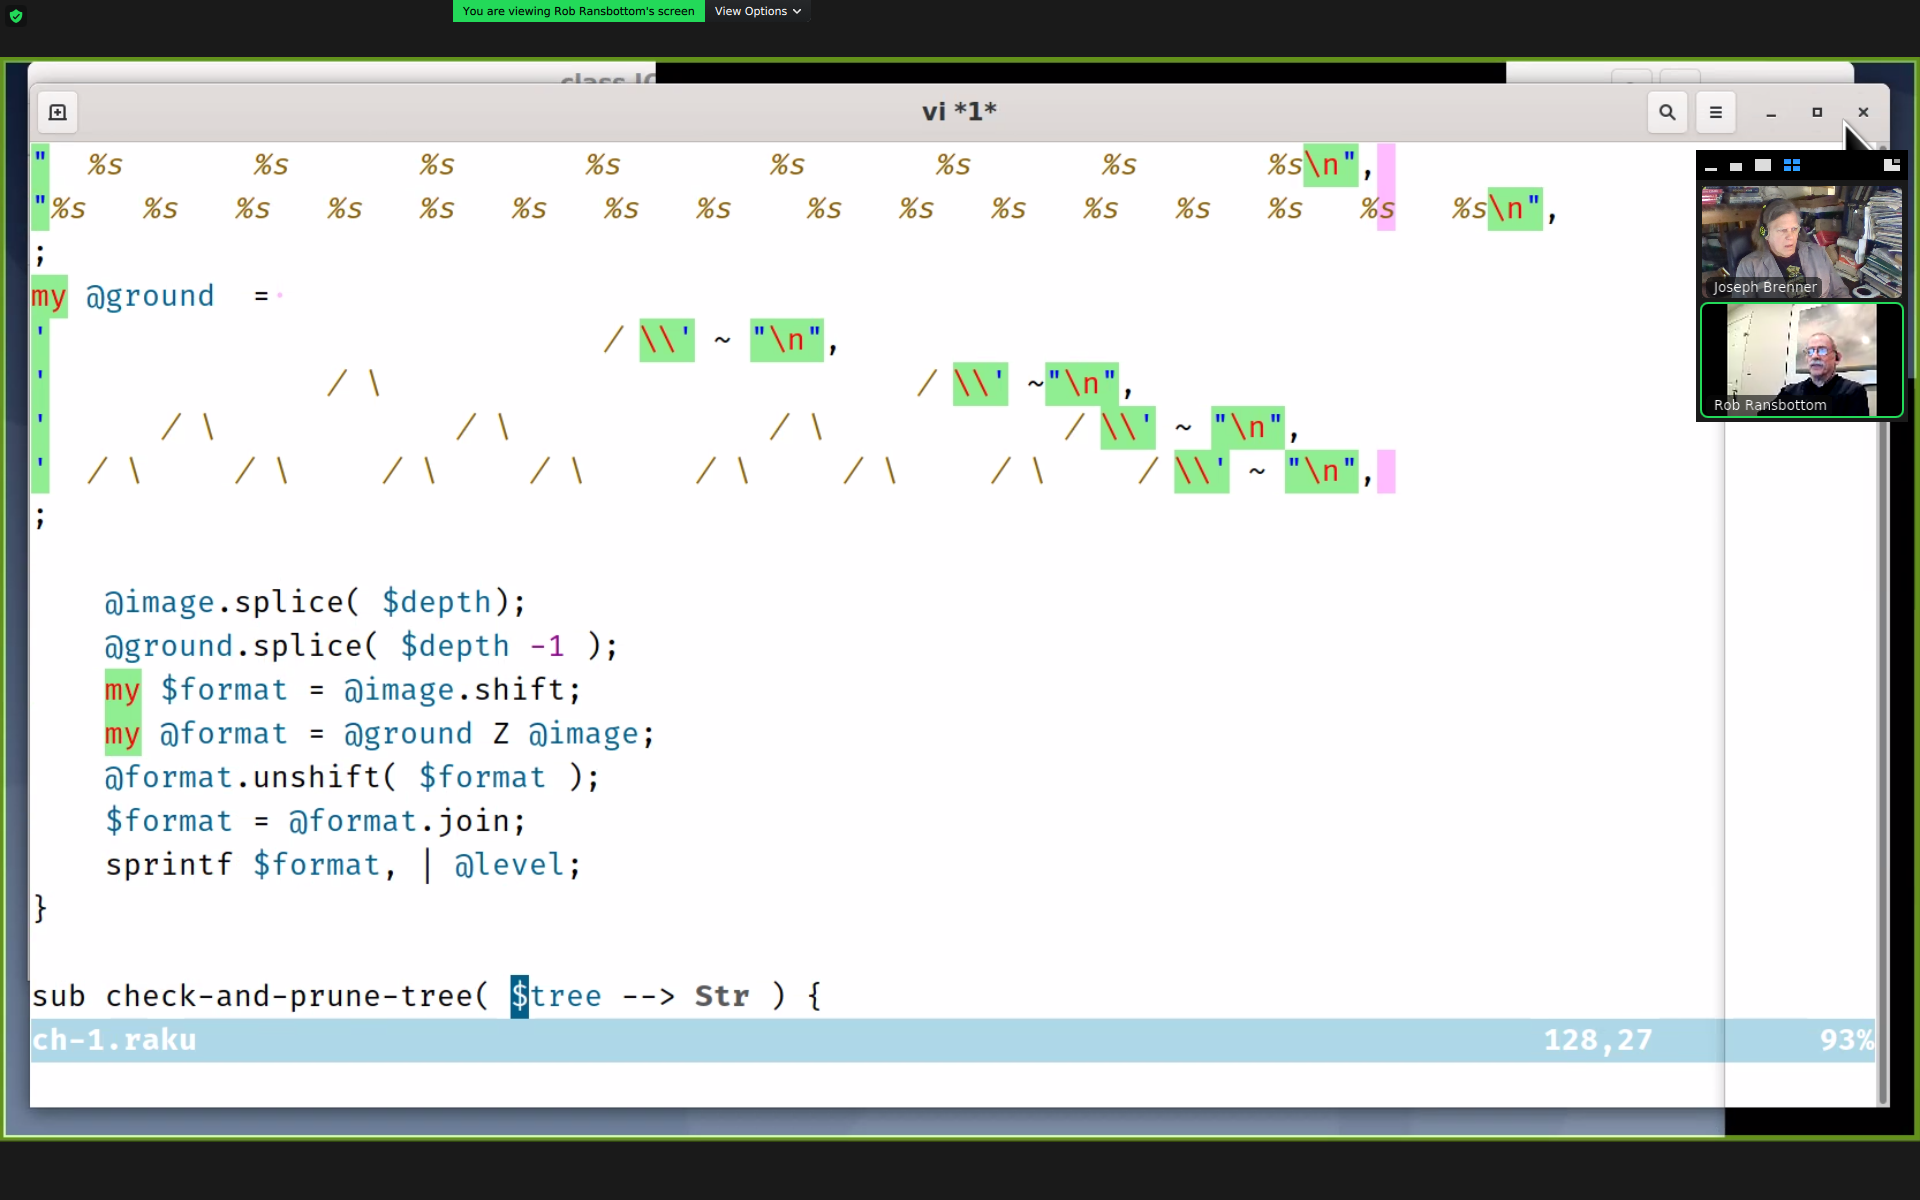 You are viewing Rob Ransbottom's screen View Options
class IC
vi *1*
"  %s       %s       %s       %s        %s       %s       %s       %s\n",
"%s   %s   %s   %s   %s   %s   %s   %s    %s   %s   %s   %s   %s   %s   %s   %s\n",
;
my @ground  =
'                              / \\' ~ "\n",
'               / \                             / \\' ~"\n",
'      / \             / \              / \             / \\' ~ "\n",
'  / \     / \     / \     / \      / \     / \     / \     / \\' ~ "\n",
;
@image.splice( $depth);
@ground.splice( $depth -1 );
my $format = @image.shift;
my @format = @ground Z @image;
@format.unshift( $format );
$format = @format.join;
sprintf $format, | @level;
}
sub check-and-prune-tree( $tree --> Str ) {
ch-1.raku 128,27 93%
Joseph Brenner
Rob Ransbottom